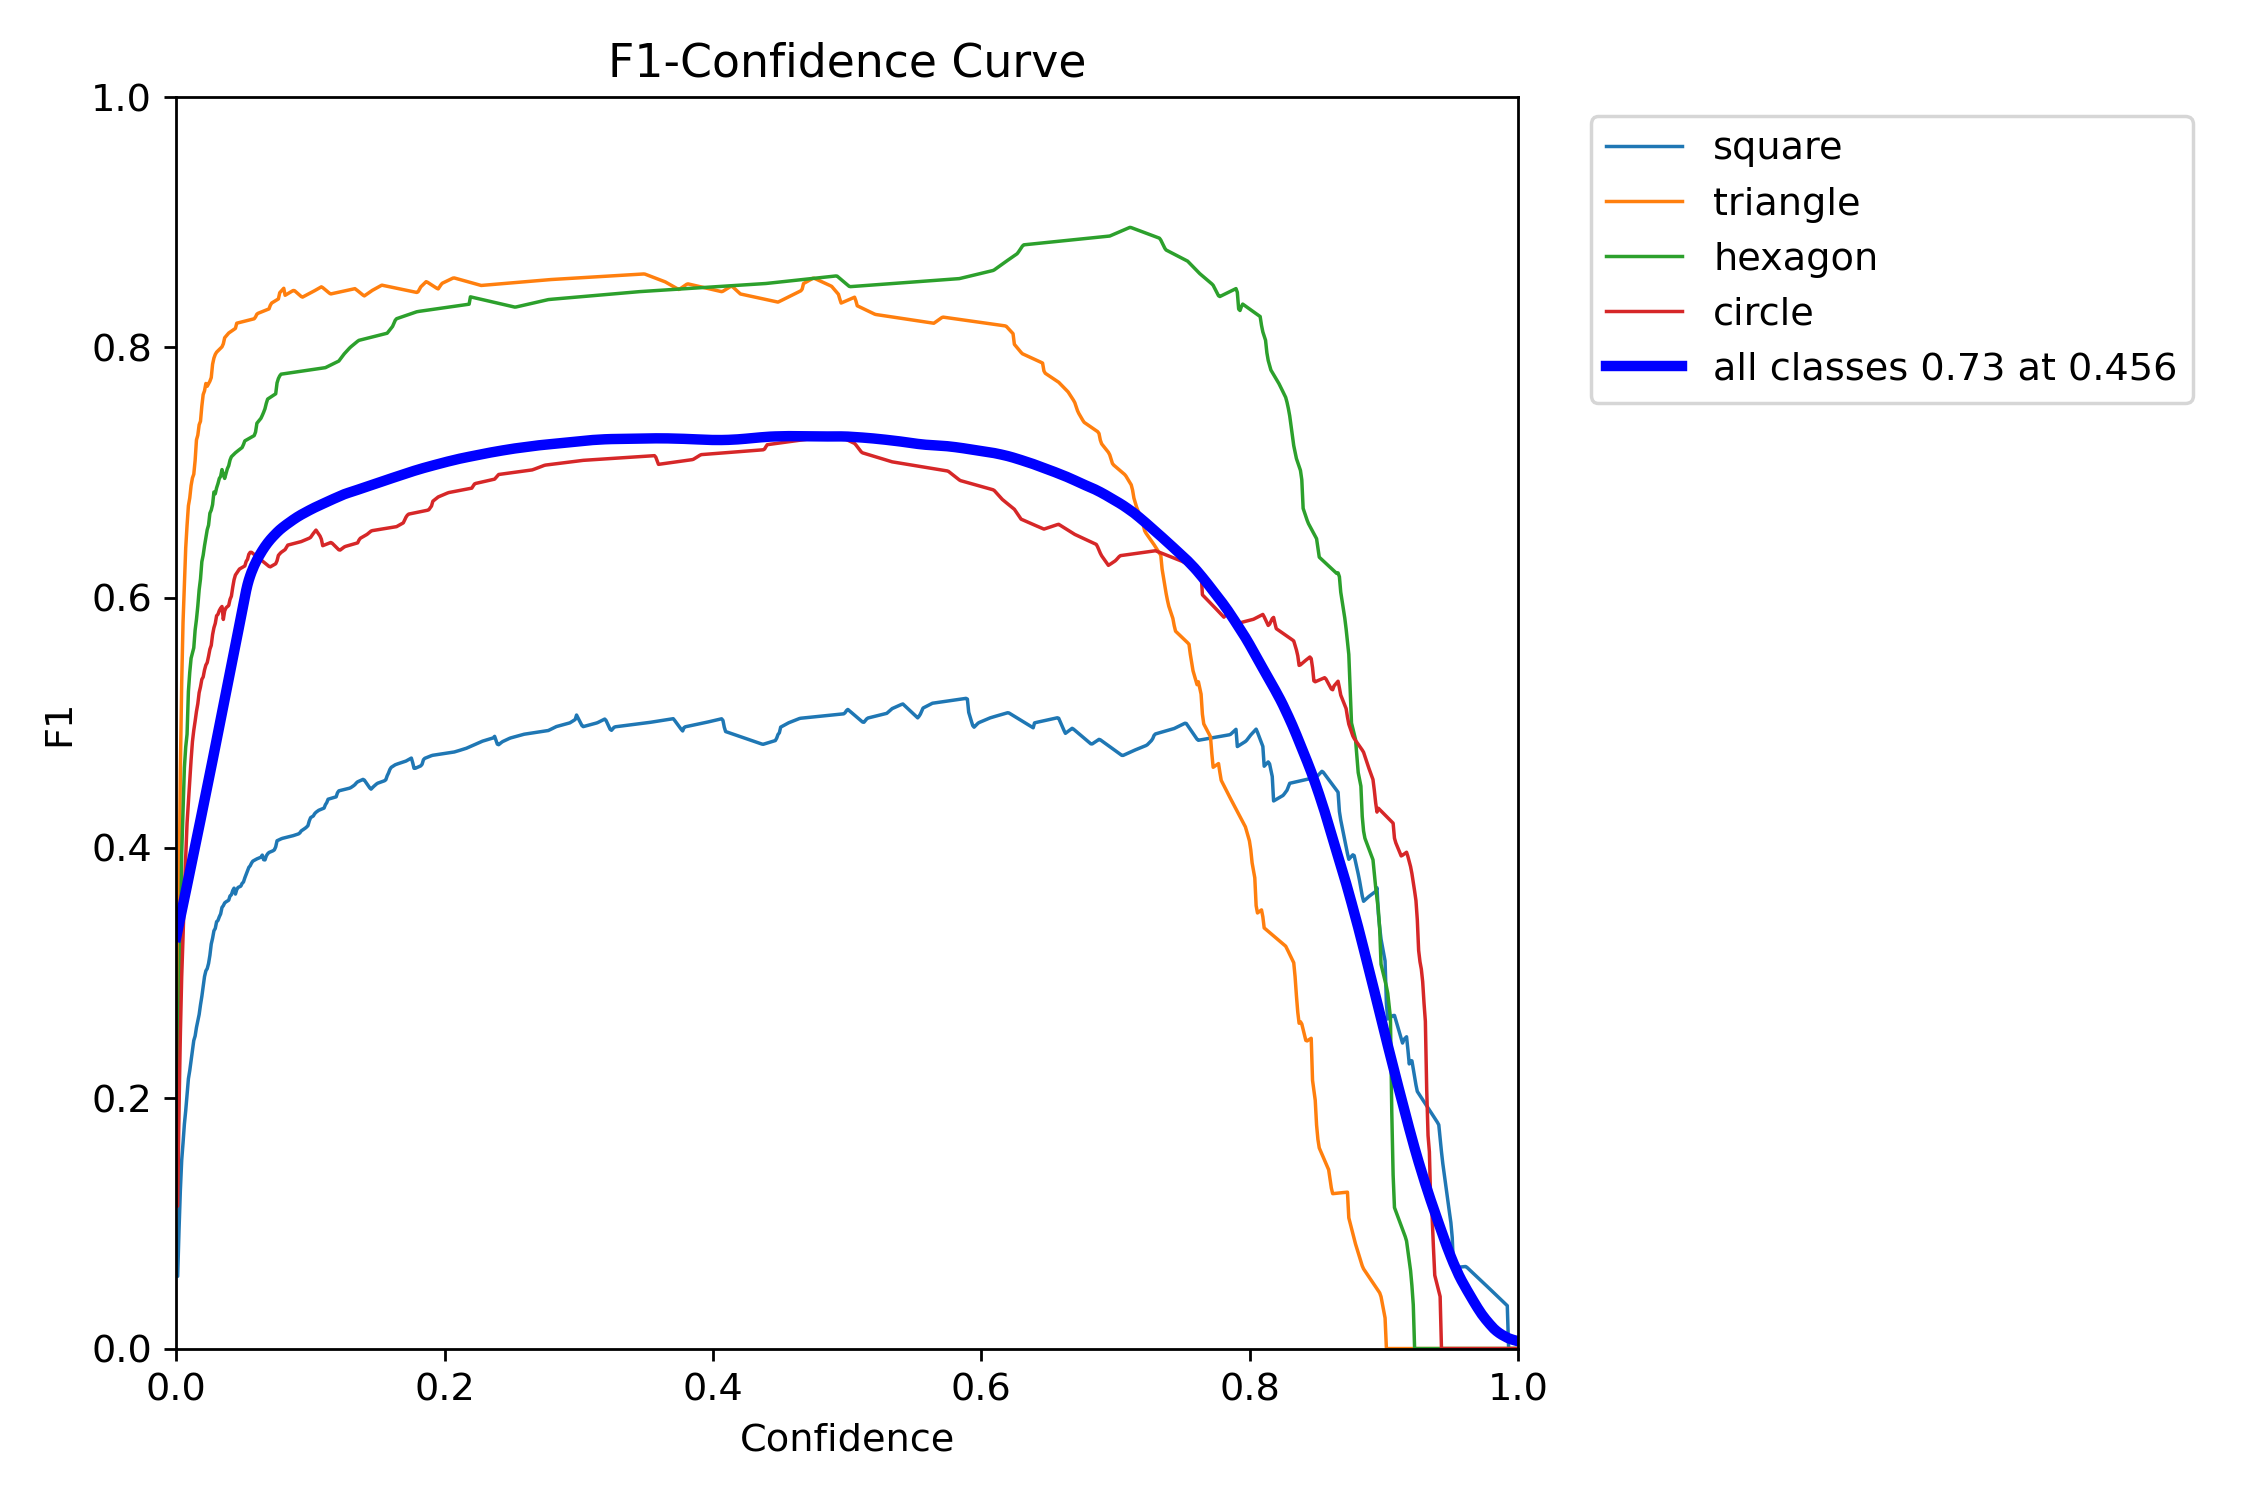 F1-Confidence Curve
1.0
0.8
0.6
0.4
0.2
0.0
F1
0.0 0.2 0.4 0.6 0.8 1.0
Confidence
square
triangle
hexagon
circle
all classes 0.73 at 0.456